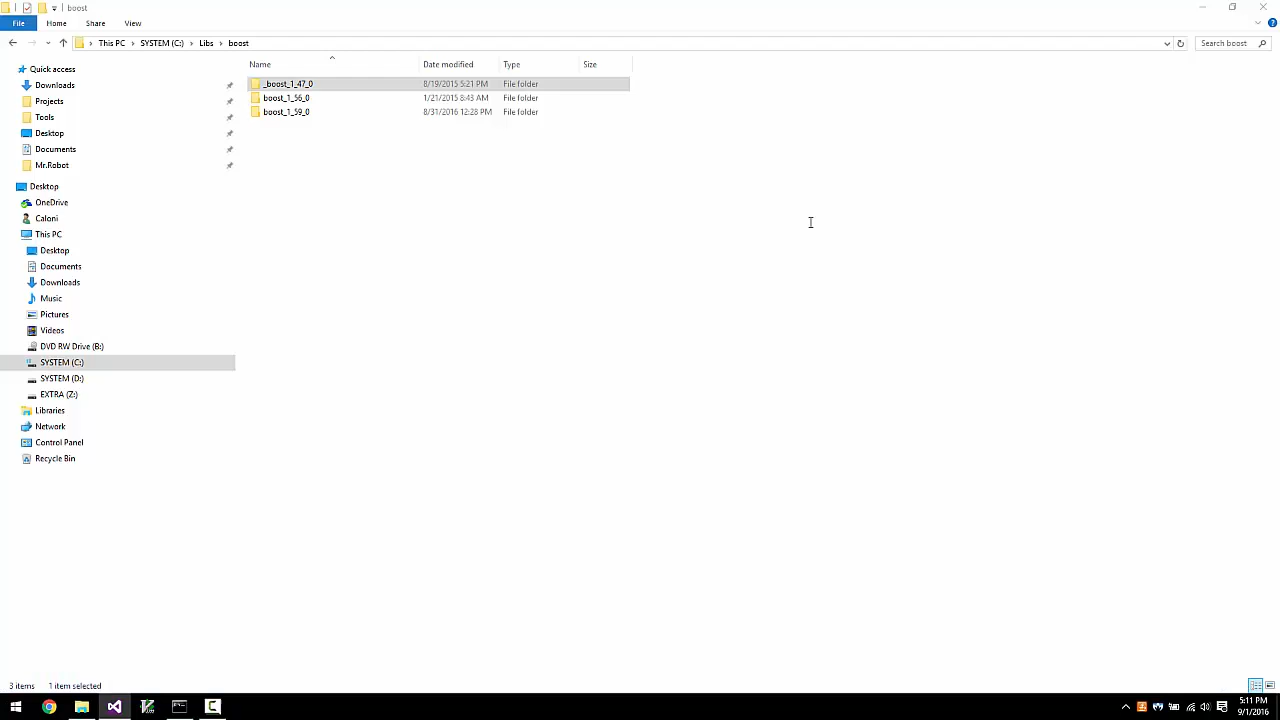 boost
File Home Share View
This PC SYSTEM (C:) Libs boost Search boost
Name Date modified Type Size
_boost_1_47_0 8/19/2015 5:21 PM File folder
boost_1_56_0 1/21/2015 8:43 AM File folder
boost_1_59_0 8/31/2016 12:28 PM File folder
Quick access
Downloads
Projects
Tools
Desktop
Documents
Mr.Robot
Desktop
OneDrive
Caloni
This PC
Desktop
Documents
Downloads
Music
Pictures
Videos
DVD RW Drive (B:)
SYSTEM (C:)
SYSTEM (D:)
EXTRA (Z:)
Libraries
Network
Control Panel
Recycle Bin
3 items 1 item selected
5:11 PM
9/1/2016